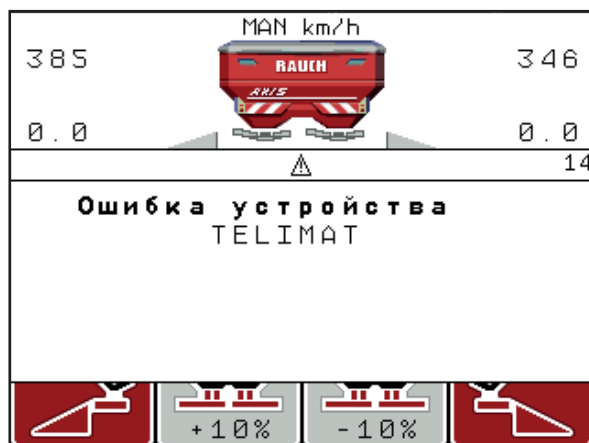 MAN km/h
385
346
RAUCH
AXIS
0.0
0.0
14
Ошибка устройства
TELIMAT
+10%
-10%